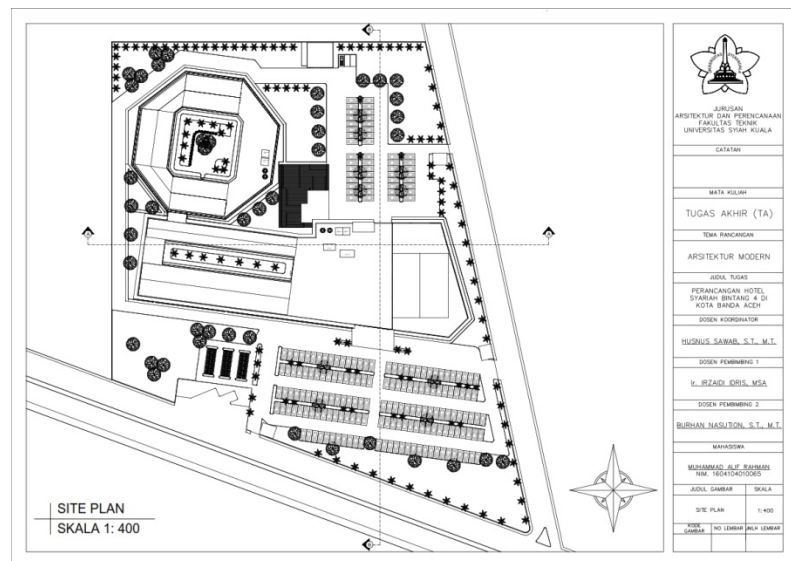 JURUSAN
ARSITEKTUR DAN PERENCANAAN
FAKULTAS TEKNIK
UNIVERSITAS SYIAH KUALA
CATATAN
MATA KULIAH
TUGAS AKHIR (TA)
TEMA RANCANGAN
ARSITEKTUR MODERN
JUDUL TUGAS
PERANCANGAN HOTEL
SYARIAH BINTANG 4 DI
KOTA BANDA ACEH
DOSEN KOORDINATOR
HUSNUS SAWAB, S.T., M.T.
DOSEN PEMBIMBING 1
Ir. IRZAIDI IDRIS, MSA
DOSEN PEMBIMBING 2
BURHAN NASUTION, S.T., M.T.
MAHASISWA
MUHAMMAD ALIF RAHMAN
NIM. 1604104010065
JUDUL GAMBAR SKALA
SITE PLAN 1:400
KODE GAMBAR NO LEMBAR JMLH LEMBAR
SITE PLAN
SKALA 1: 400